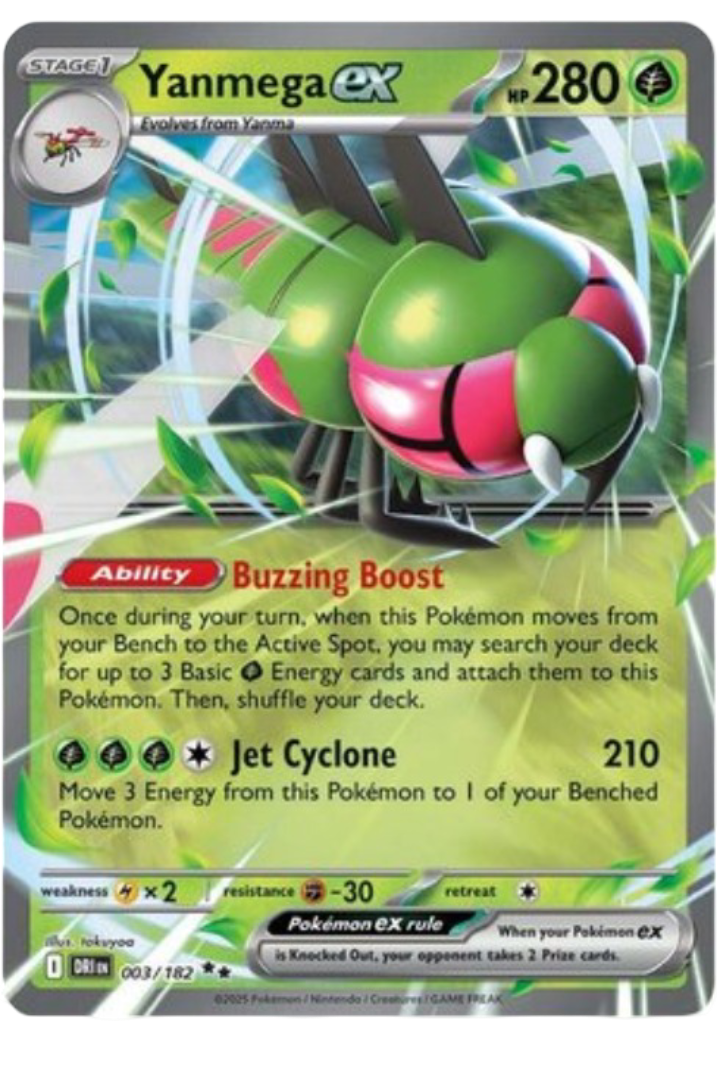 STAGE 1 Yanmega ex HP 280
Evolves from Yanma
Ability Buzzing Boost
Once during your turn, when this Pokémon moves from
your Bench to the Active Spot, you may search your deck
for up to 3 Basic Energy cards and attach them to this
Pokémon. Then, shuffle your deck.
Jet Cyclone 210
Move 3 Energy from this Pokémon to 1 of your Benched
Pokémon.
weakness ×2 resistance -30 retreat
Pokémon ex rule When your Pokémon ex
is Knocked Out, your opponent takes 2 Prize cards.
illus. tokuyoa
I DRI EN 003/182 ★★
©2025 Pokémon / Nintendo / Creatures / GAME FREAK